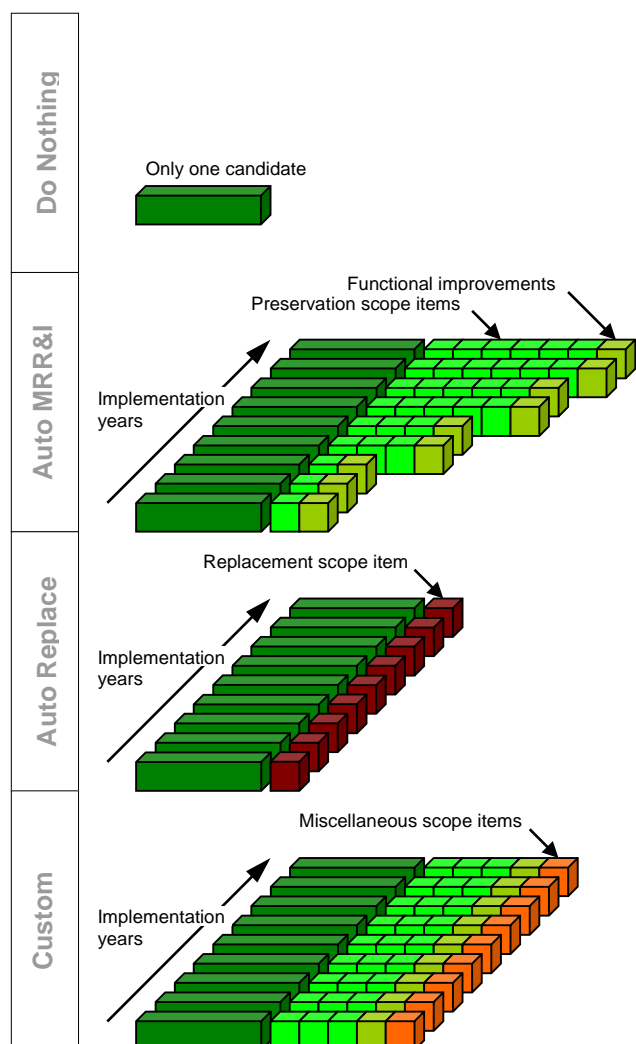 Do Nothing
Only one candidate
Auto MRR&I
Functional improvements
Preservation scope items
Implementation
years
Auto Replace
Replacement scope item
Implementation
years
Custom
Miscellaneous scope items
Implementation
years